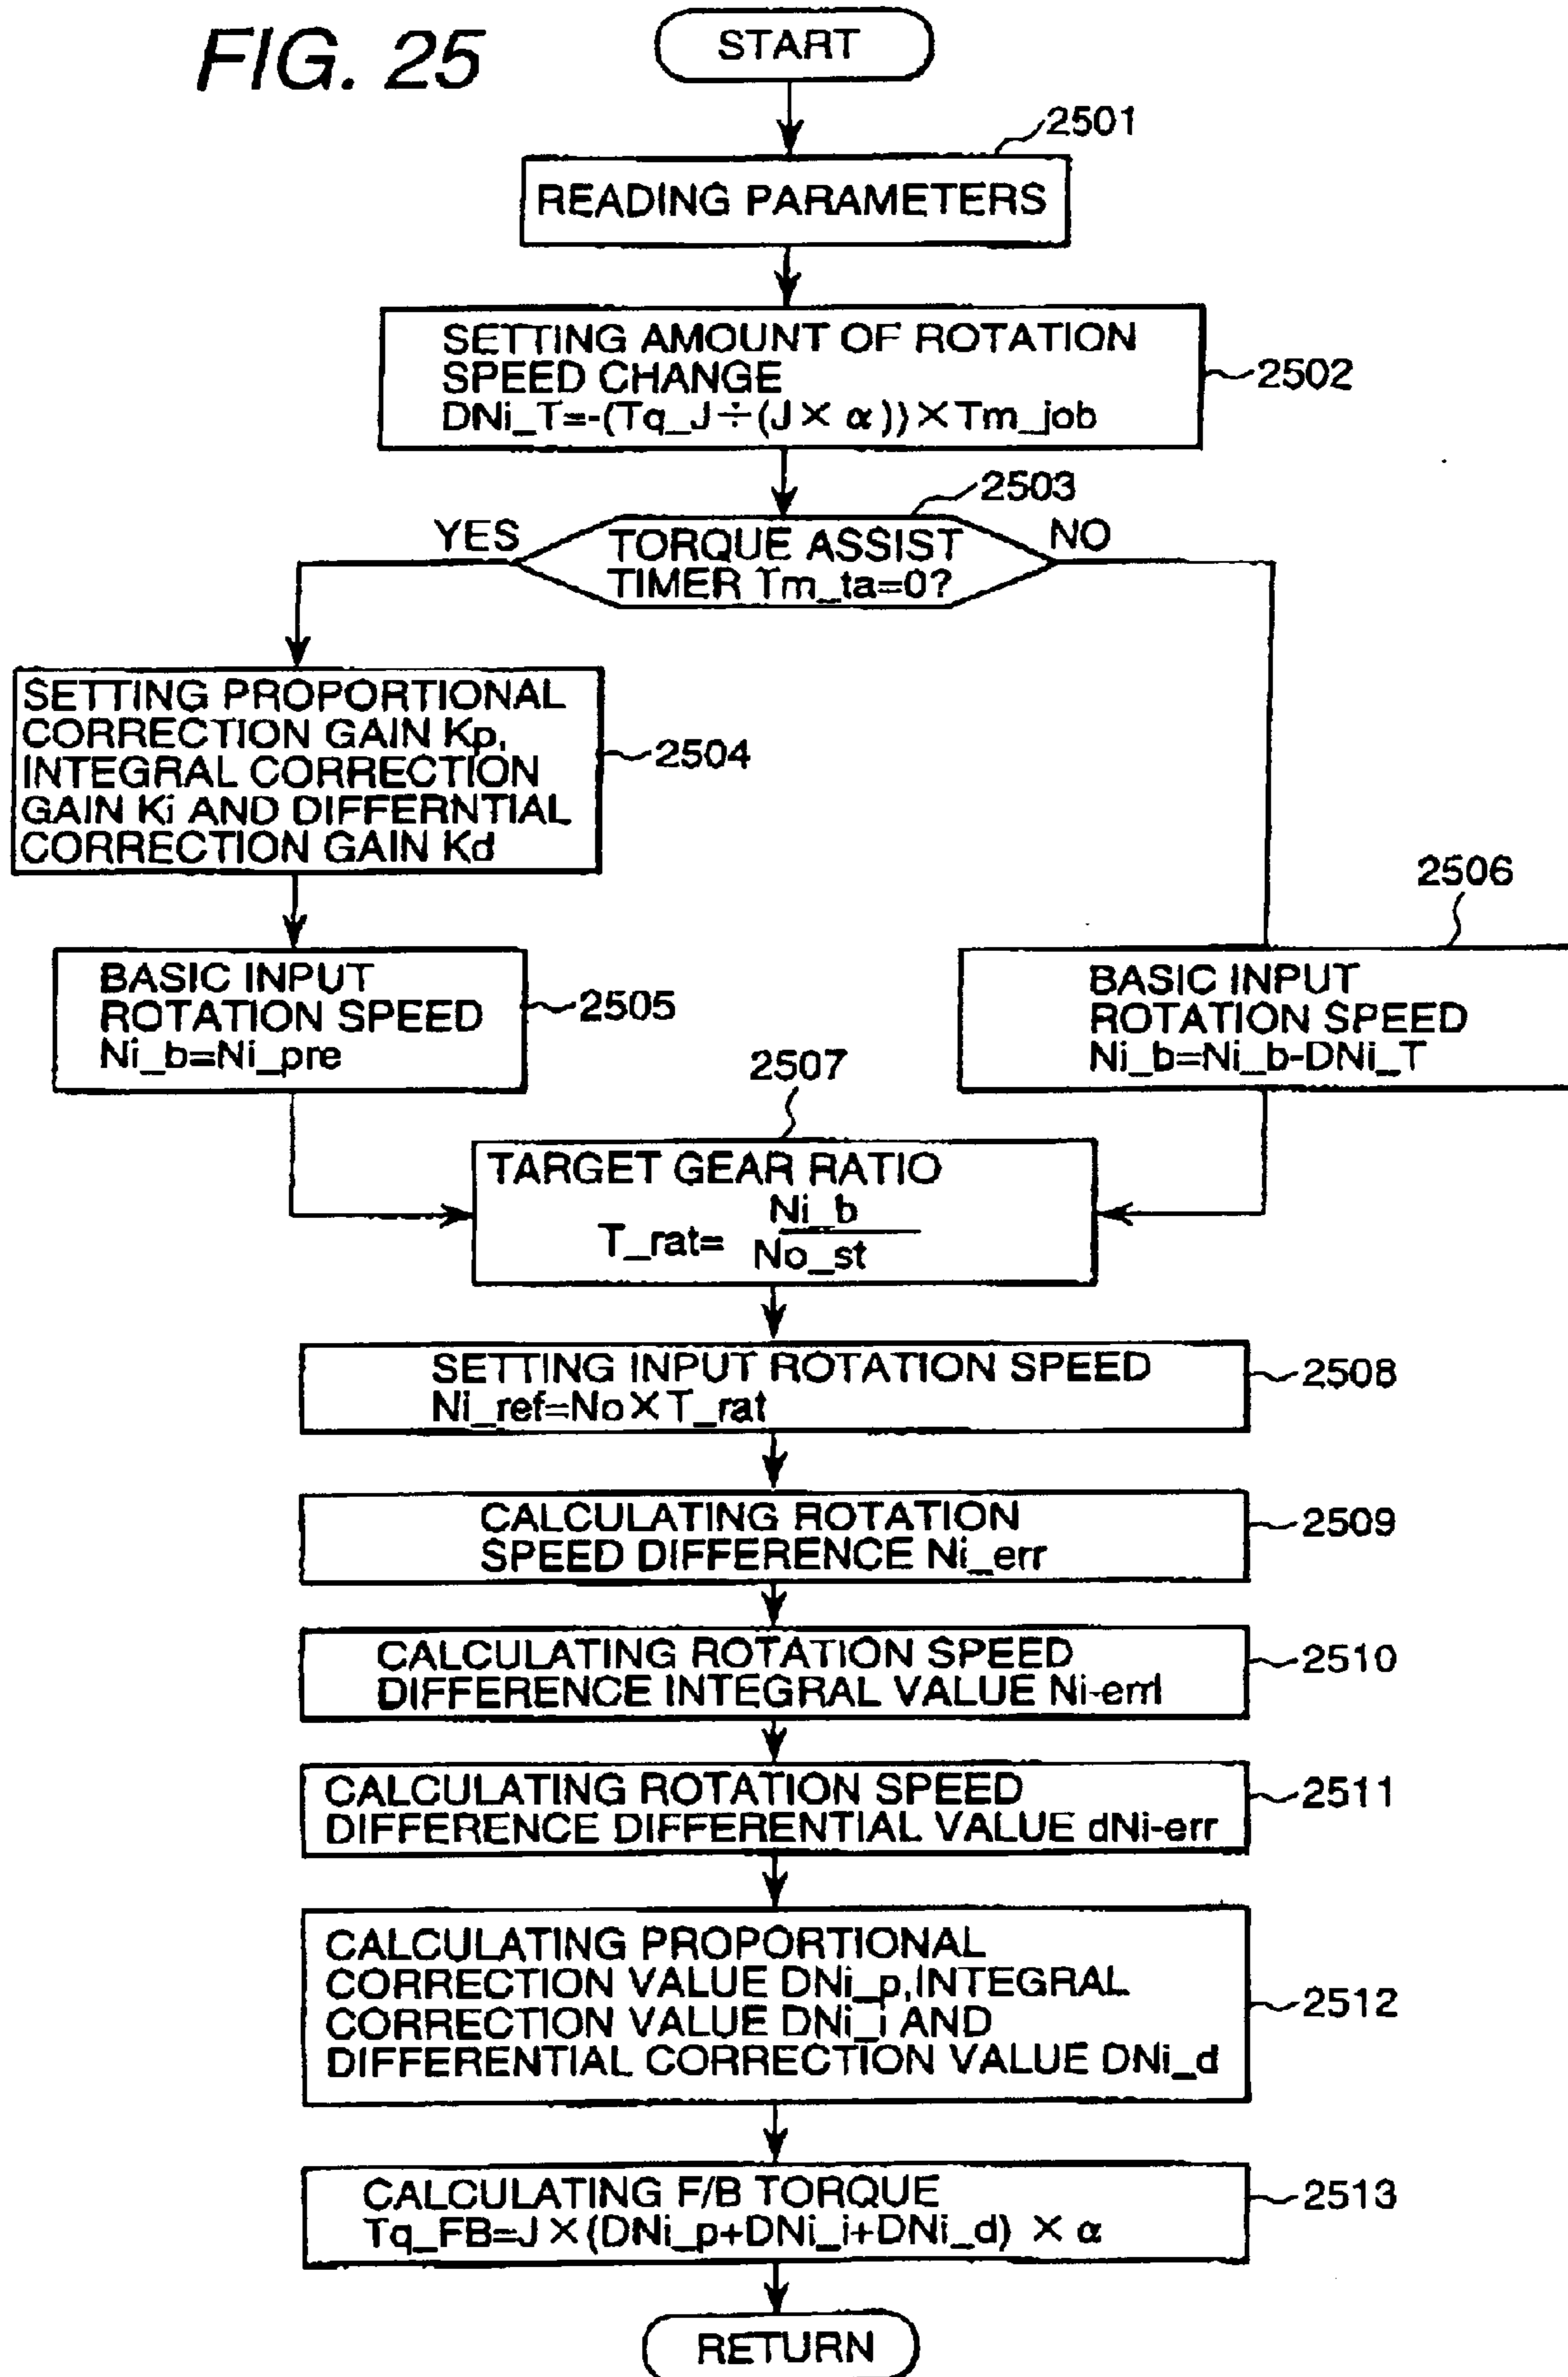 FIG. 25
START
2501
READING PARAMETERS
SETTING AMOUNT OF ROTATION
SPEED CHANGE
DNi_T=-(Tq_J÷(J×α))×Tm_job
2502
2503
YES
TORQUE ASSIST
TIMER Tm_ta=0?
NO
SETTING PROPORTIONAL
CORRECTION GAIN Kp,
INTEGRAL CORRECTION
GAIN Ki AND DIFFERNTIAL
CORRECTION GAIN Kd
2504
2506
BASIC INPUT
ROTATION SPEED
Ni_b=Ni_pre
2505
BASIC INPUT
ROTATION SPEED
Ni_b=Ni_b-DNi_T
2507
TARGET GEAR RATIO
T_rat= Ni_b
No_st
SETTING INPUT ROTATION SPEED
Ni_ref=No×T_rat
2508
CALCULATING ROTATION
SPEED DIFFERENCE Ni_err
2509
CALCULATING ROTATION SPEED
DIFFERENCE INTEGRAL VALUE Ni-errI
2510
CALCULATING ROTATION SPEED
DIFFERENCE DIFFERENTIAL VALUE dNi-err
2511
CALCULATING PROPORTIONAL
CORRECTION VALUE DNi_p,INTEGRAL
CORRECTION VALUE DNi_i AND
DIFFERENTIAL CORRECTION VALUE DNi_d
2512
CALCULATING F/B TORQUE
Tq_FB=J×(DNi_p+DNi_i+DNi_d) × α
2513
RETURN